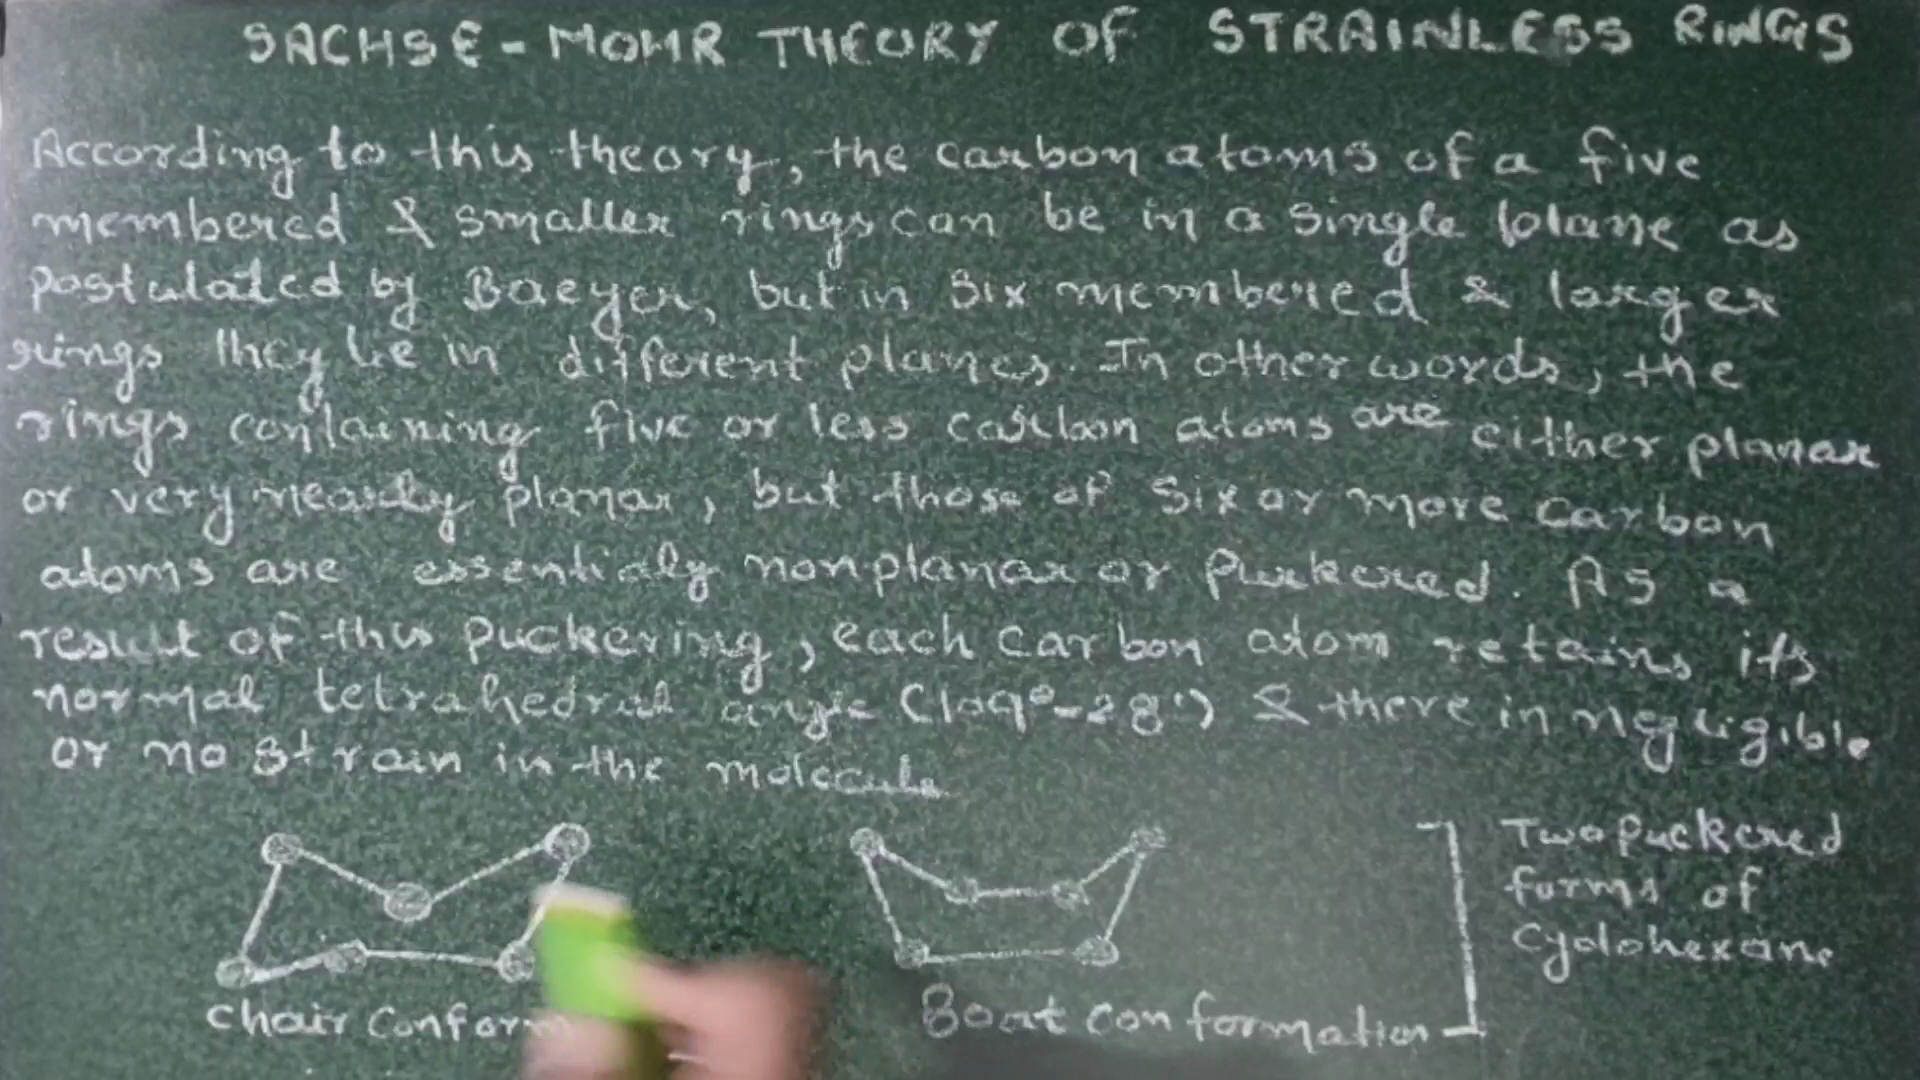 SACHSE-MOHR THEORY OF STRAINLESS RINGS
According to this theory, the carbon atoms of a five
membered & smaller rings can be in a single plane as
postulated by Baeyer, but in six membered & larger
rings they lie in different planes. In other words, the
rings containing five or less carbon atoms are either planar
or very nearly planar, but those of six or more carbon
atoms are essentialy nonplanar or puckered. AS a
result of this puckering, each carbon atom retains its
normal tetrahedral angle (109°-28') & there in negligible
or no strain in the molecule
Chair Conform
Boat conformation
Two puckered
forms of
Cyclohexane